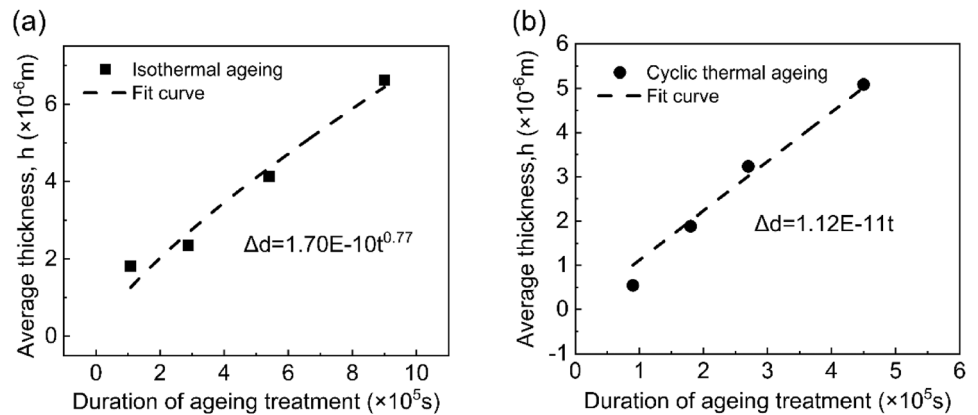 (a)
Average thickness, h (×10⁻⁶m)
6
4
2
0
Isothermal ageing
Fit curve
Δd=1.70E-10t⁰·⁷⁷
0 2 4 6 8 10
Duration of ageing treatment (×10⁵s)
(b)
Average thickness,h (×10⁻⁶m)
6
5
4
3
2
1
0
-1
Cyclic thermal ageing
Fit curve
Δd=1.12E-11t
0 1 2 3 4 5 6
Duration of ageing treatment (×10⁵s)